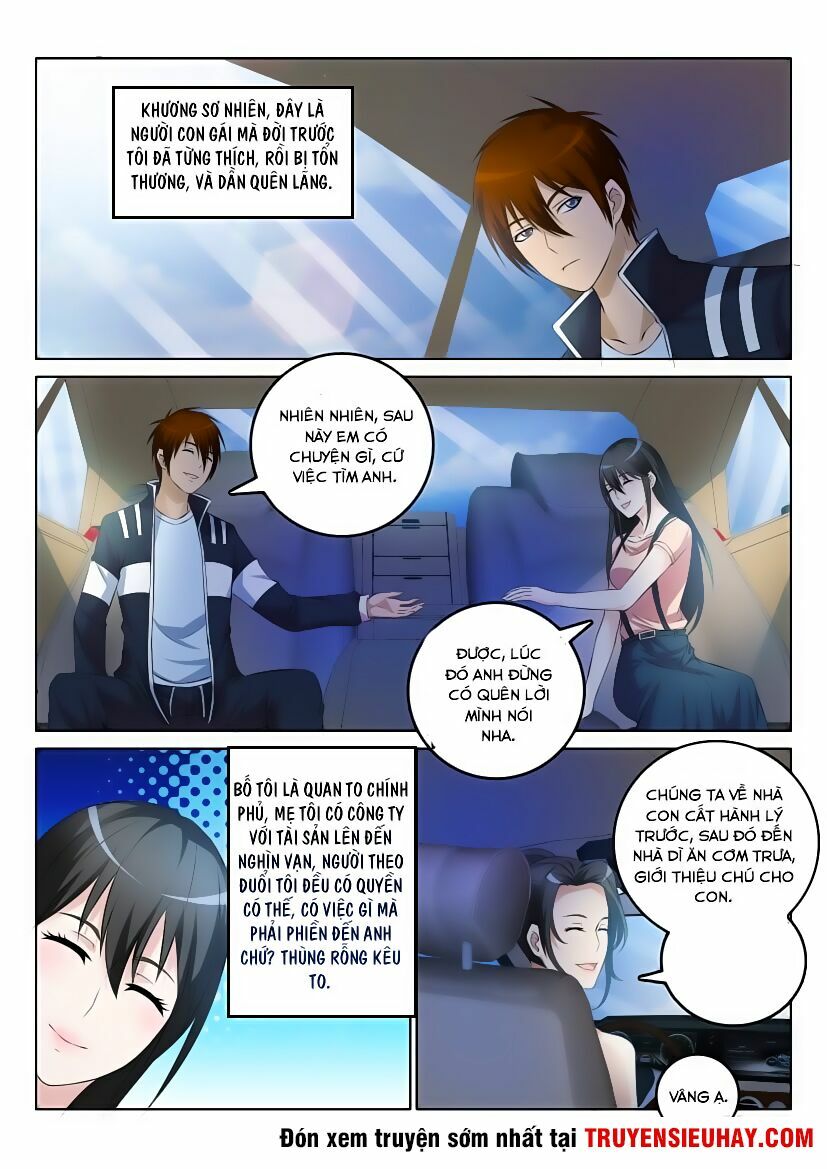 KHƯƠNG SƠ NHIÊN, ĐÂY LÀ
NGƯỜI CON GÁI MÀ ĐỜI TRƯỚC
TÔI ĐÃ TỪNG THÍCH, RỒI BỊ TỔN
THƯƠNG, VÀ DẦN QUÊN LÃNG.
NHIÊN NHIÊN, SAU
NÀY EM CÓ
CHUYỆN GÌ, CỨ
VIỆC TÌM ANH.
ĐƯỢC, LÚC
ĐÓ ANH ĐỪNG
CÓ QUÊN LỜI
MÌNH NÓI
NHA.
BỐ TÔI LÀ QUAN TO CHÍNH
PHỦ, MẸ TÔI CÓ CÔNG TY
VỚI TÀI SẢN LÊN ĐẾN
NGHÌN VẠN, NGƯỜI THEO
ĐUỔI TÔI ĐỀU CÓ QUYỀN
CÓ THẾ, CÓ VIỆC GÌ MÀ
PHẢI PHIỀN ĐẾN ANH
CHỨ? THÙNG RỖNG KÊU
TO.
CHÚNG TA VỀ NHÀ
CON CẤT HÀNH LÝ
TRƯỚC, SAU ĐÓ ĐẾN
NHÀ DÌ ĂN CƠM TRƯA,
GIỚI THIỆU CHÚ CHO
CON.
VÂNG Ạ.
Đón xem truyện sớm nhất tại TRUYENSIEUHAY.COM